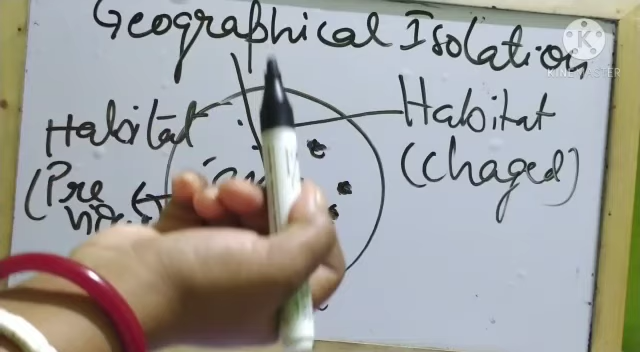 Geographical Isolation
KINEMASTER
Habitat
(Pre
Habitat
(chaged)